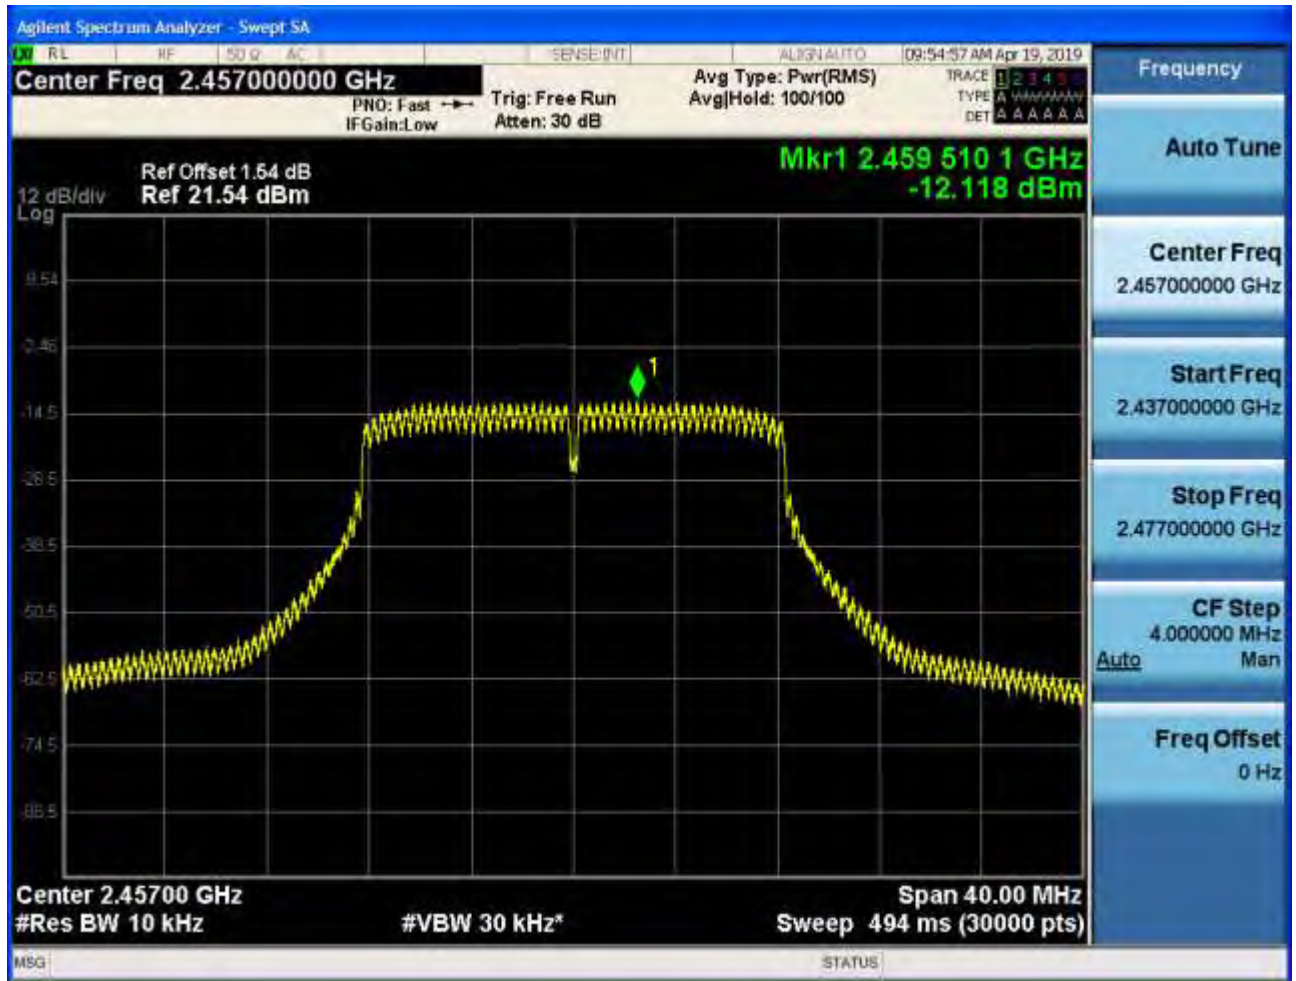 Agilent Spectrum Analyzer - Swept SA
RL RF 50 Ω AC SENSE:INT ALIGN AUTO 09:54:57 AM Apr 19, 2019
Center Freq 2.457000000 GHz
PNO: Fast
IFGain:Low
Trig: Free Run
Atten: 30 dB
Avg Type: Pwr(RMS)
Avg|Hold: 100/100
TRACE 1 2 3 4 5 6
TYPE A
DET A A A A A A
Mkr1 2.459 510 1 GHz
-12.118 dBm
Ref Offset 1.54 dB
12 dB/div Ref 21.54 dBm
Log
9.54
-2.46
-14.5
-26.5
-38.5
-50.5
-62.5
-74.5
-86.5
1
Center 2.45700 GHz Span 40.00 MHz
#Res BW 10 kHz #VBW 30 kHz* Sweep 494 ms (30000 pts)
MSG STATUS
Frequency
Auto Tune
Center Freq
2.457000000 GHz
Start Freq
2.437000000 GHz
Stop Freq
2.477000000 GHz
CF Step
4.000000 MHz
Auto Man
Freq Offset
0 Hz